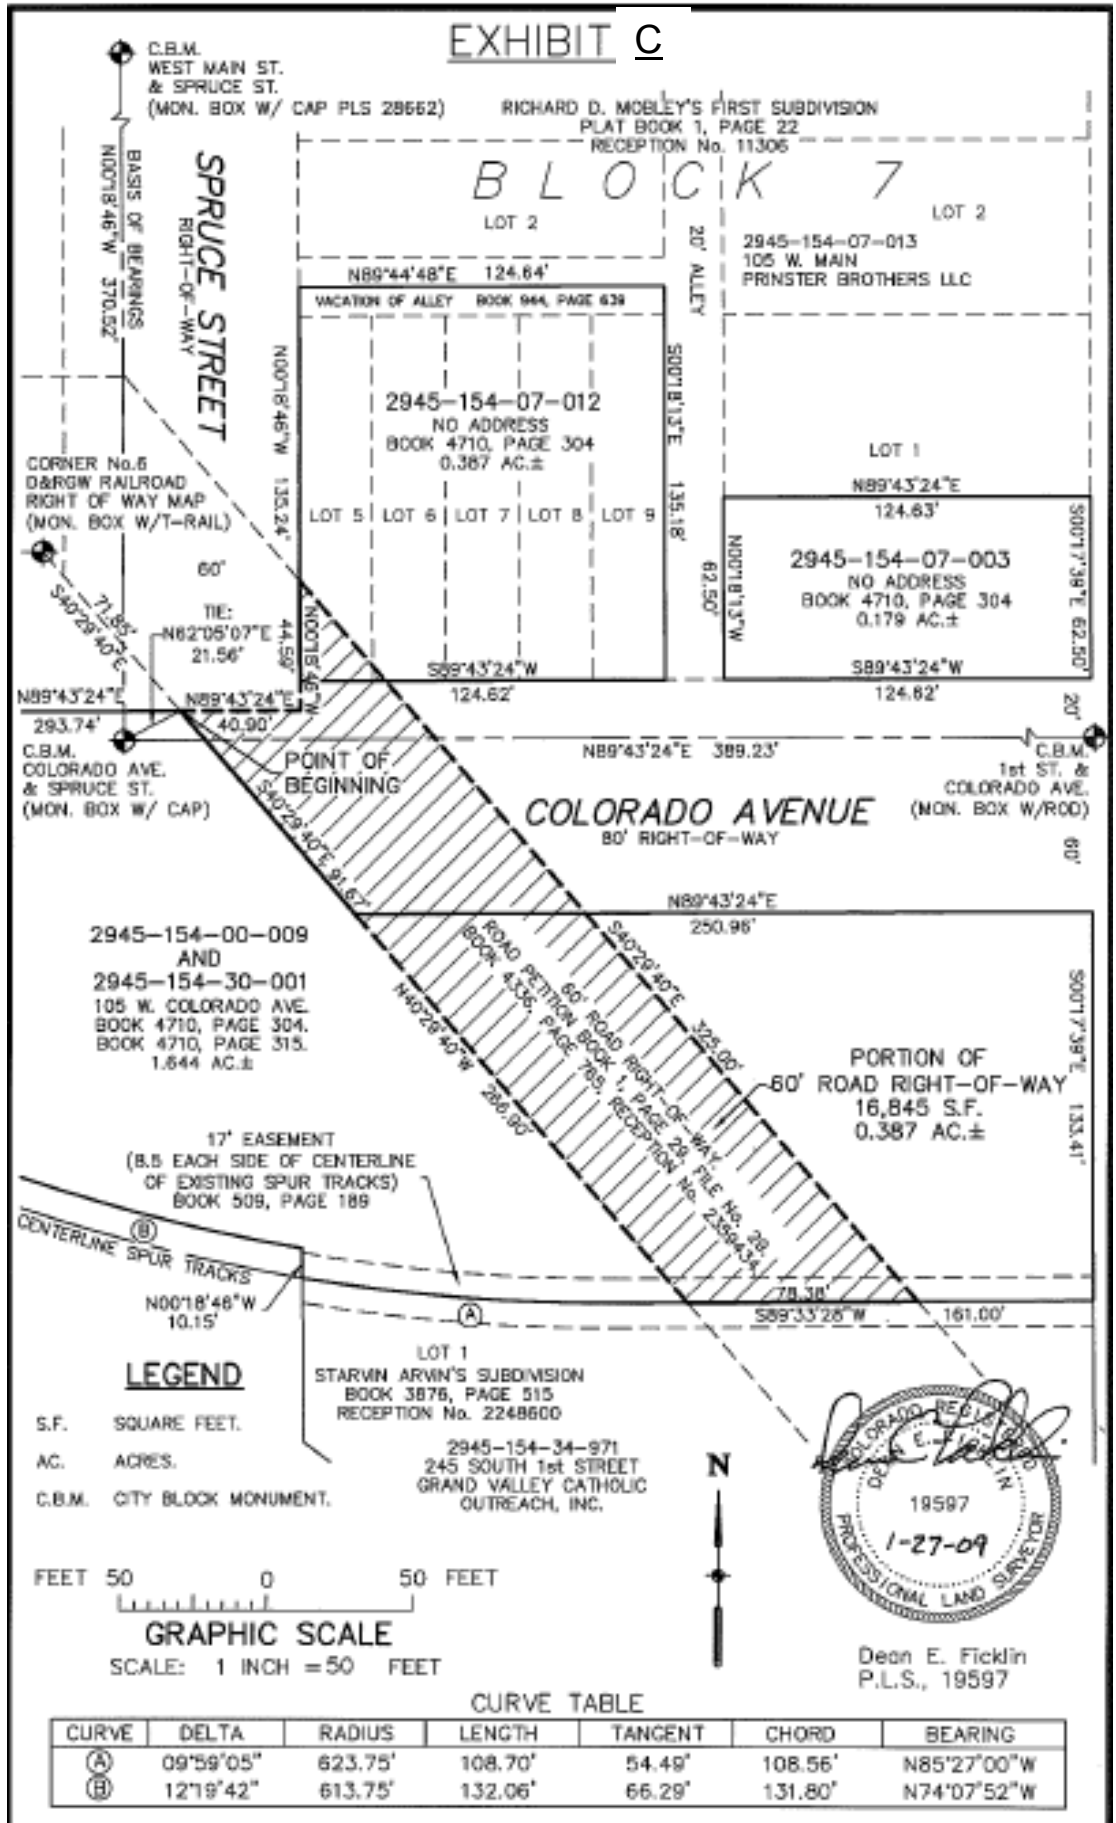 EXHIBIT C
C.B.M.
WEST MAIN ST.
& SPRUCE ST.
(MON. BOX W/ CAP PLS 28662)
RICHARD D. MOBLEY'S FIRST SUBDIVISION
PLAT BOOK 1, PAGE 22
RECEPTION No. 11306
BLOCK 7
BASIS OF BEARINGS
N00°18'46"W 370.52'
SPRUCE STREET
RIGHT-OF-WAY
LOT 2
LOT 2
2945-154-07-013
105 W. MAIN
PRINSTER BROTHERS LLC
20' ALLEY
N89°44'48"E 124.64'
VACATION OF ALLEY BOOK 944, PAGE 639
N00°18'46"W 135.24'
2945-154-07-012
NO ADDRESS
BOOK 4710, PAGE 304
0.387 AC.±
S00°18'13"E 135.18'
LOT 5
LOT 6
LOT 7
LOT 8
LOT 9
S89°43'24"W
124.62'
LOT 1
N89°43'24"E
124.63'
N00°18'13"W
62.50'
2945-154-07-003
NO ADDRESS
BOOK 4710, PAGE 304
0.179 AC.±
S00°17'39"E 62.50'
S89°43'24"W
124.62'
CORNER No.6
D&RGW RAILROAD
RIGHT OF WAY MAP
(MON. BOX W/T-RAIL)
60'
71.85'
S40°29'40"E
TIE:
N62°05'07"E
21.56'
44.59'
N00°18'46"W
N89°43'24"E
293.74'
N89°43'24"E
40.90'
C.B.M.
COLORADO AVE.
& SPRUCE ST.
(MON. BOX W/ CAP)
POINT OF
BEGINNING
N89°43'24"E 389.23'
20'
C.B.M.
1st ST. &
COLORADO AVE.
(MON. BOX W/ROD)
60'
COLORADO AVENUE
80' RIGHT-OF-WAY
S40°29'40"E 91.67'
N89°43'24"E
250.96'
2945-154-00-009
AND
2945-154-30-001
105 W. COLORADO AVE.
BOOK 4710, PAGE 304.
BOOK 4710, PAGE 315.
1.644 AC.±
N40°29'40"W 266.90'
60' ROAD RIGHT-OF-WAY
ROAD PETITION BOOK 1, PAGE 29, FILE No. 29.
BOOK 4336, PAGE 765, RECEPTION No. 2359434.
S40°29'40"E 325.00'
PORTION OF
60' ROAD RIGHT-OF-WAY
16,845 S.F.
0.387 AC.±
S00°17'39"E 133.41'
17' EASEMENT
(8.5 EACH SIDE OF CENTERLINE
OF EXISTING SPUR TRACKS)
BOOK 509, PAGE 189
B
CENTERLINE SPUR TRACKS
N00°18'46"W
10.15'
A
78.38'
S89°33'28"W 161.00'
LOT 1
STARVIN ARVIN'S SUBDIVISION
BOOK 3876, PAGE 515
RECEPTION No. 2248600
2945-154-34-971
245 SOUTH 1st STREET
GRAND VALLEY CATHOLIC
OUTREACH, INC.
LEGEND
S.F. SQUARE FEET.
AC. ACRES.
C.B.M. CITY BLOCK MONUMENT.
N
COLORADO REGISTERED
DEAN E. FICKLIN
19597
1-27-09
PROFESSIONAL LAND SURVEYOR
FEET 50 0 50 FEET
GRAPHIC SCALE
SCALE: 1 INCH = 50 FEET
Dean E. Ficklin
P.L.S., 19597
CURVE TABLE
CURVE DELTA RADIUS LENGTH TANGENT CHORD BEARING
A 09°59'05" 623.75' 108.70' 54.49' 108.56' N85°27'00"W
B 12°19'42" 613.75' 132.06' 66.29' 131.80' N74°07'52"W